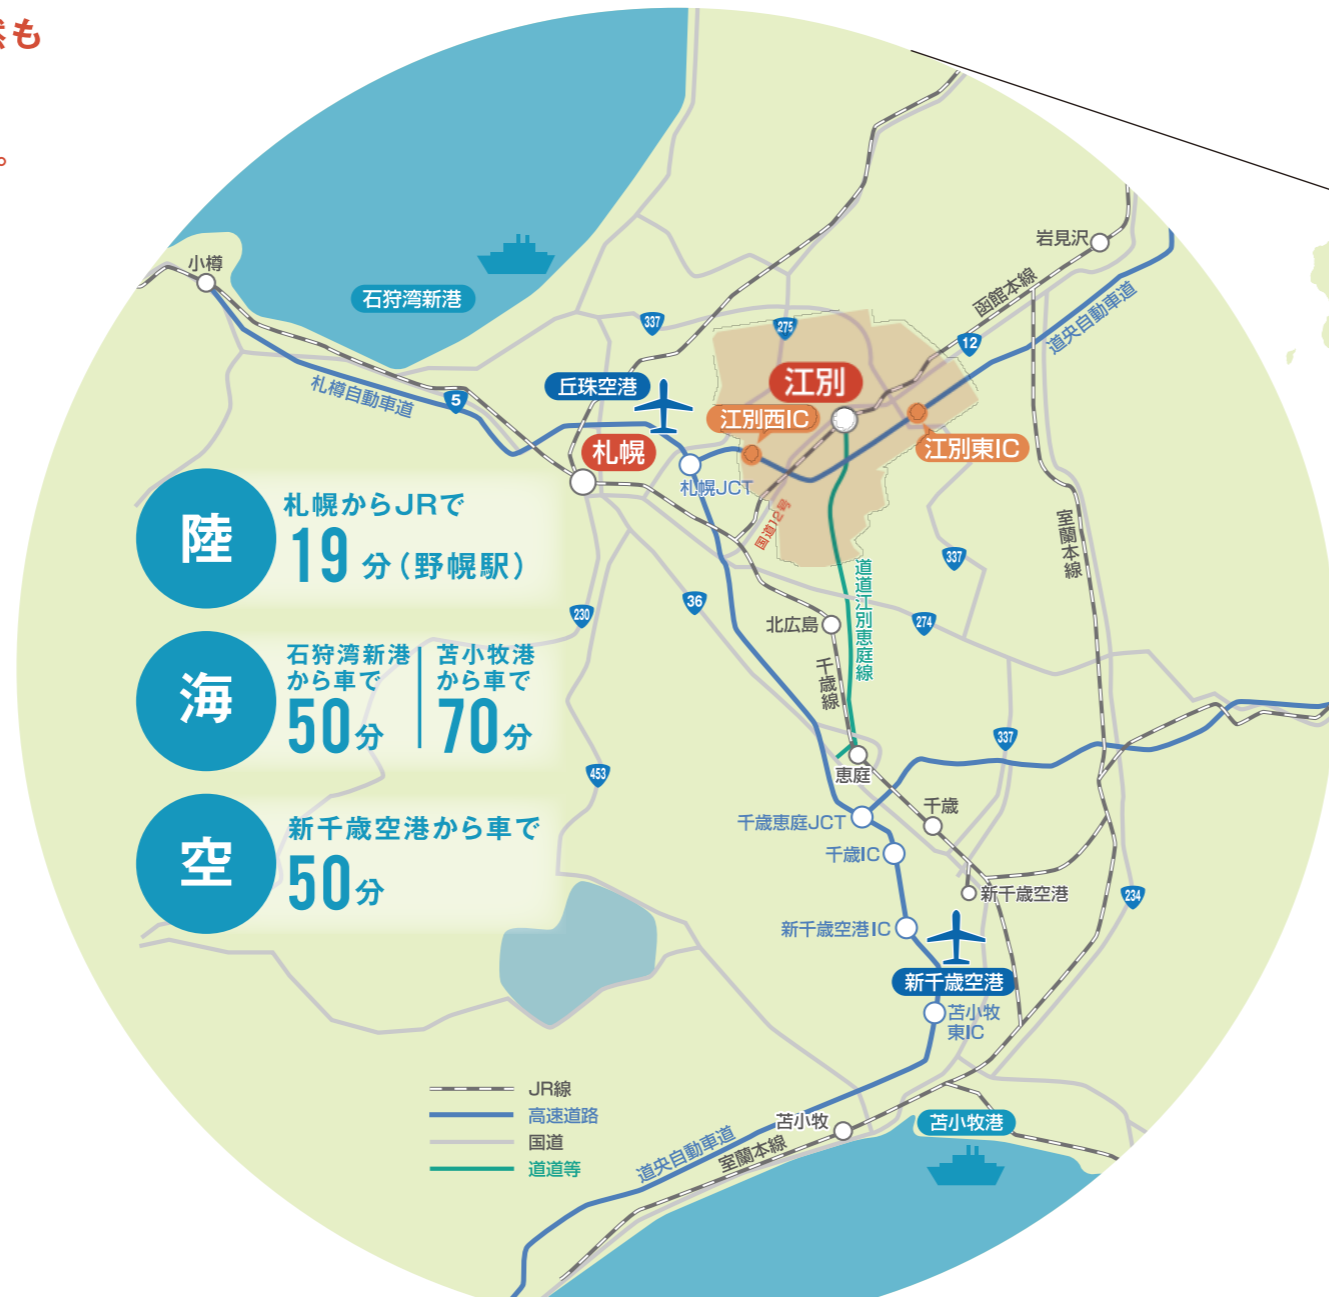 も
。
小樽
石狩湾新港
337
275
岩見沢
函館本線
12
道央自動車道
札樽自動車道
5
丘珠空港
江別
江別西IC
江別東IC
札幌
札幌JCT
国道12号
陸
札幌からJRで
19分(野幌駅)
海
石狩湾新港
から車で
50分
苫小牧港
から車で
70分
空
新千歳空港から車で
50分
230
36
453
337
274
室蘭本線
道道江別恵庭線
北広島
千歳線
恵庭
337
千歳恵庭JCT
千歳
千歳IC
新千歳空港
234
新千歳空港IC
新千歳空港
苫小牧
東IC
JR線
高速道路
国道
道道等
苫小牧
苫小牧港
道央自動車道
室蘭本線